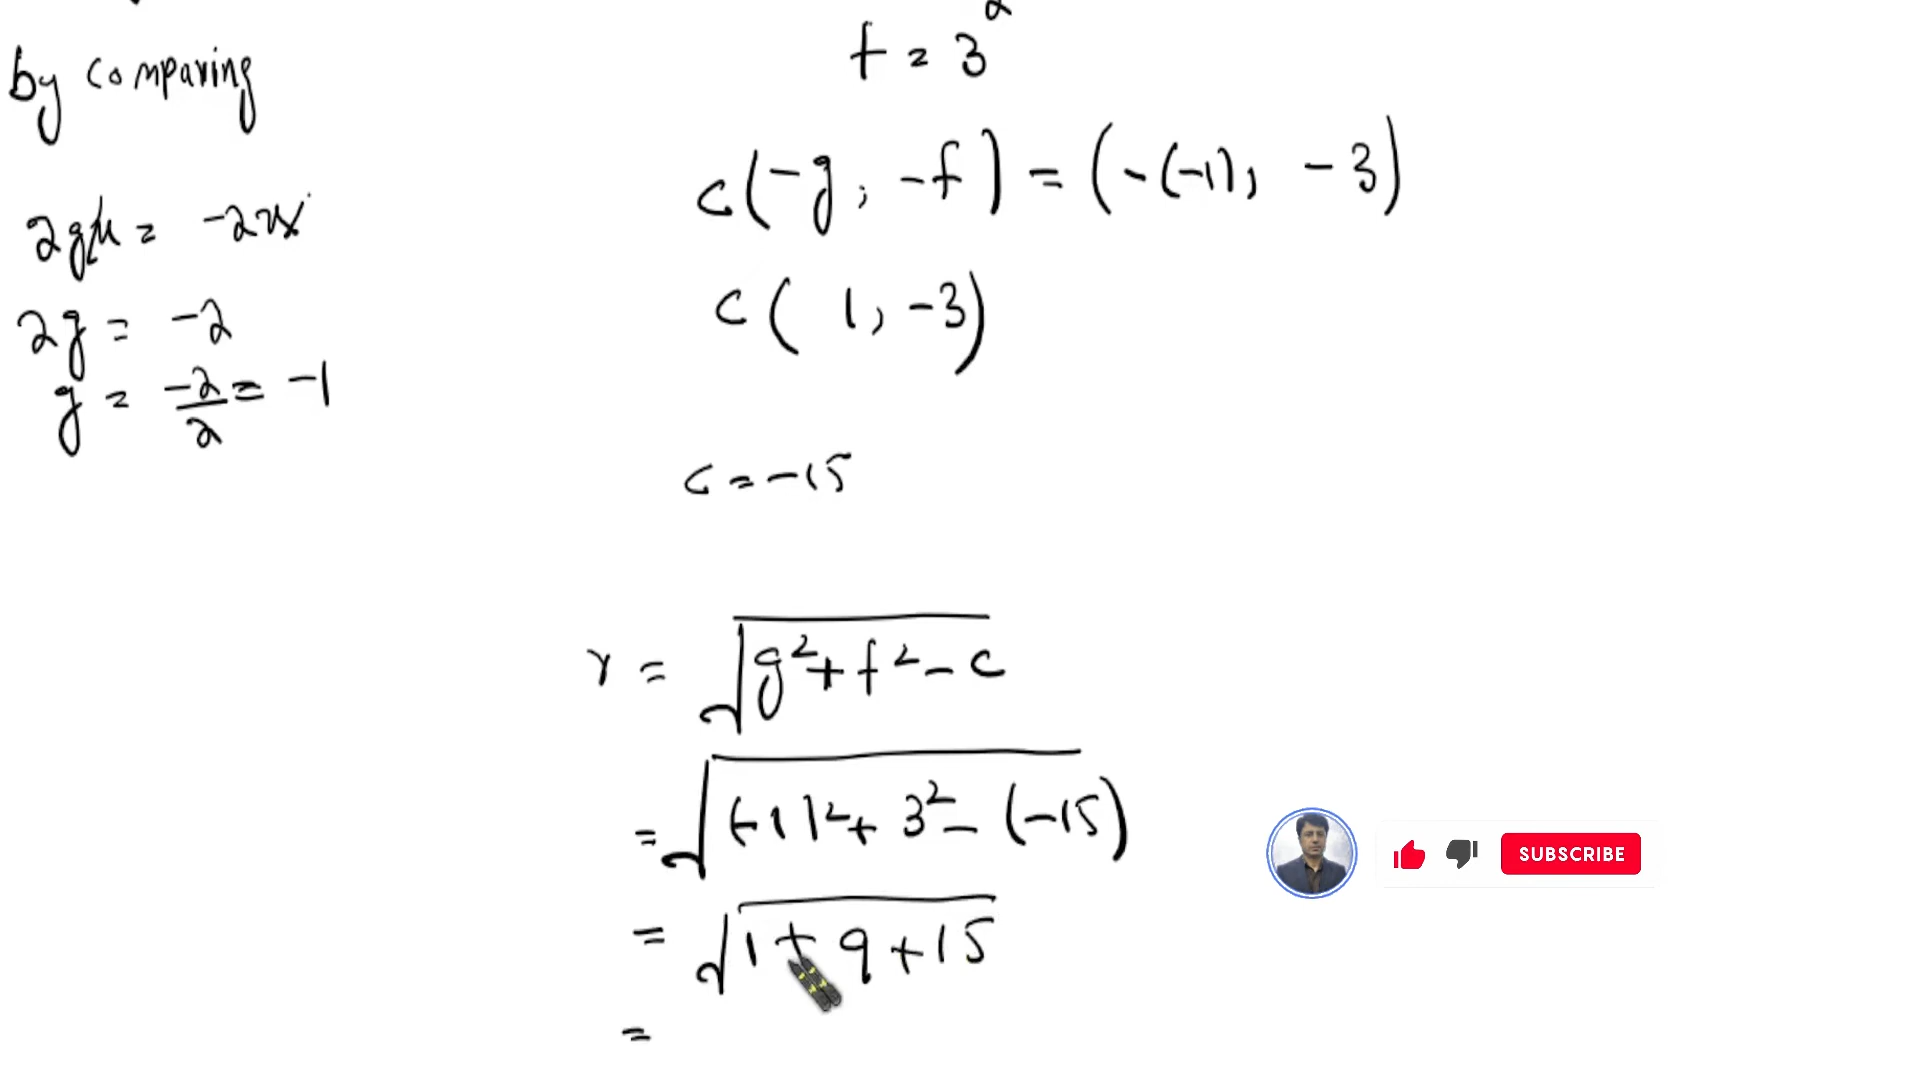 2
f = 3
by comparing
c(-g, -f) = (-(-1), -3)
2gx = -2x
c( 1, -3)
2g = -2
g = -2/2 = -1
c = -15
r = √g²+f²-c
= √(-1)²+ 3²- (-15)
= √1+ 9+15
=
SUBSCRIBE